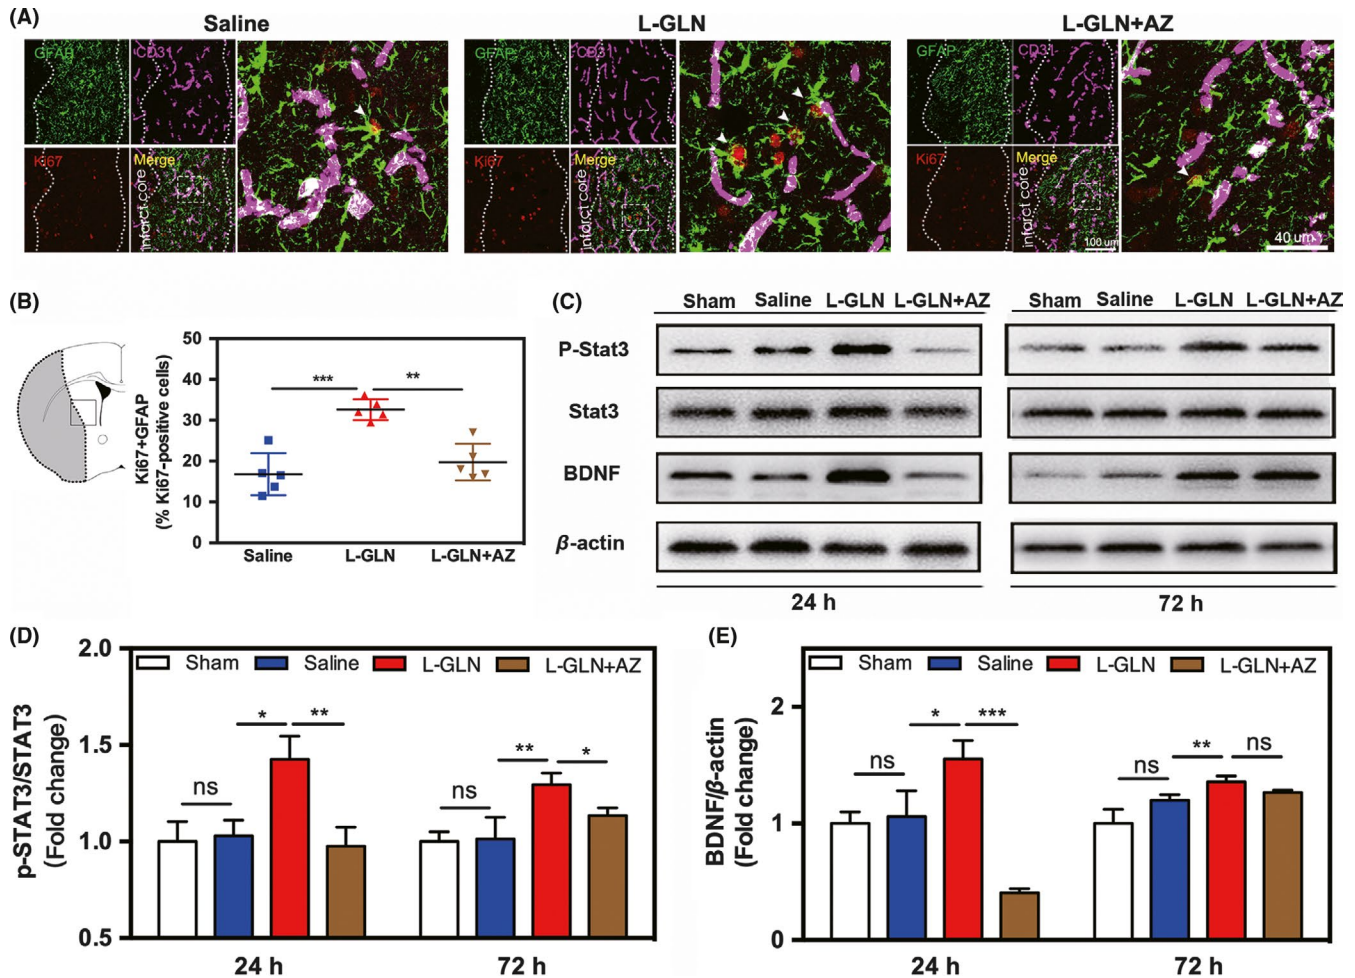 (A)
Saline
L-GLN
L-GLN+AZ
GFAP
CD31
GFAP
CD31
GFAP
CD31
Ki67
Merge
Ki67
Merge
Ki67
Merge
infarct core
infarct core
infarct core
100 um
40 um
(B)
Ki67+GFAP
(% Ki67-positive cells)
50
40
30
20
10
0
***
**
Saline
L-GLN
L-GLN+AZ
(C)
Sham Saline L-GLN L-GLN+AZ
Sham Saline L-GLN L-GLN+AZ
P-Stat3
Stat3
BDNF
β-actin
24 h
72 h
(D)
p-STAT3/STAT3
(Fold change)
2.0
1.5
1.0
0.5
Sham Saline L-GLN L-GLN+AZ
ns
*
**
ns
**
*
24 h
72 h
(E)
BDNF/β-actin
(Fold change)
2
1
0
Sham Saline L-GLN L-GLN+AZ
ns
*
***
ns
**
ns
24 h
72 h